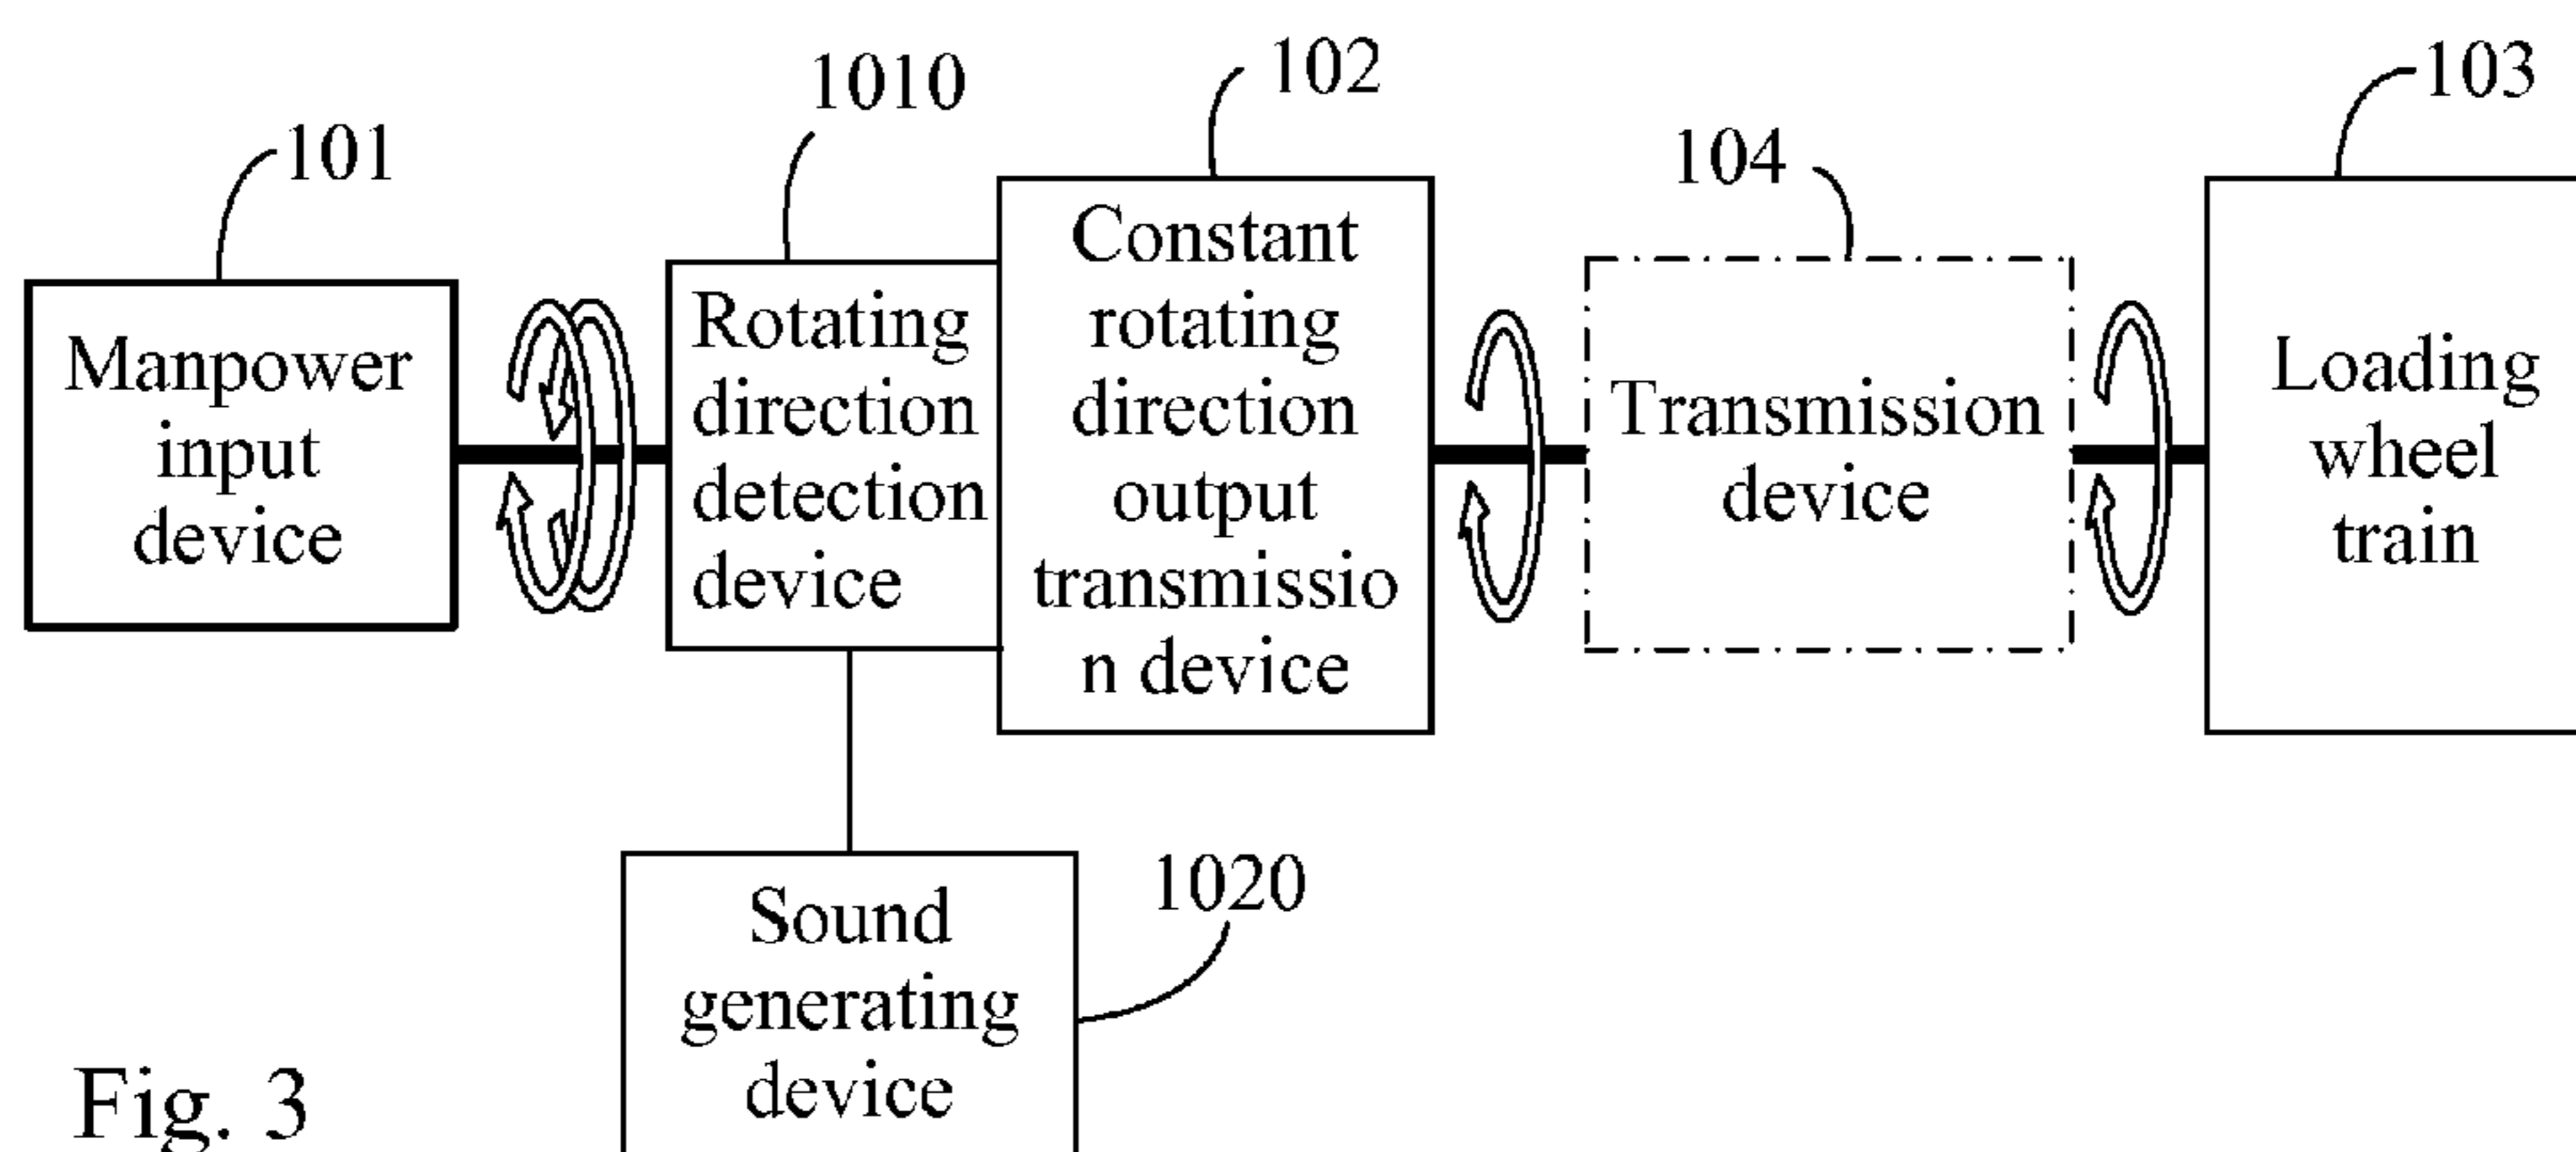 101
Manpower
input
device
1010
Rotating
direction
detection
device
102
Constant
rotating
direction
output
transmissio
n device
104
Transmission
device
103
Loading
wheel
train
Sound
generating
device
1020
Fig. 3